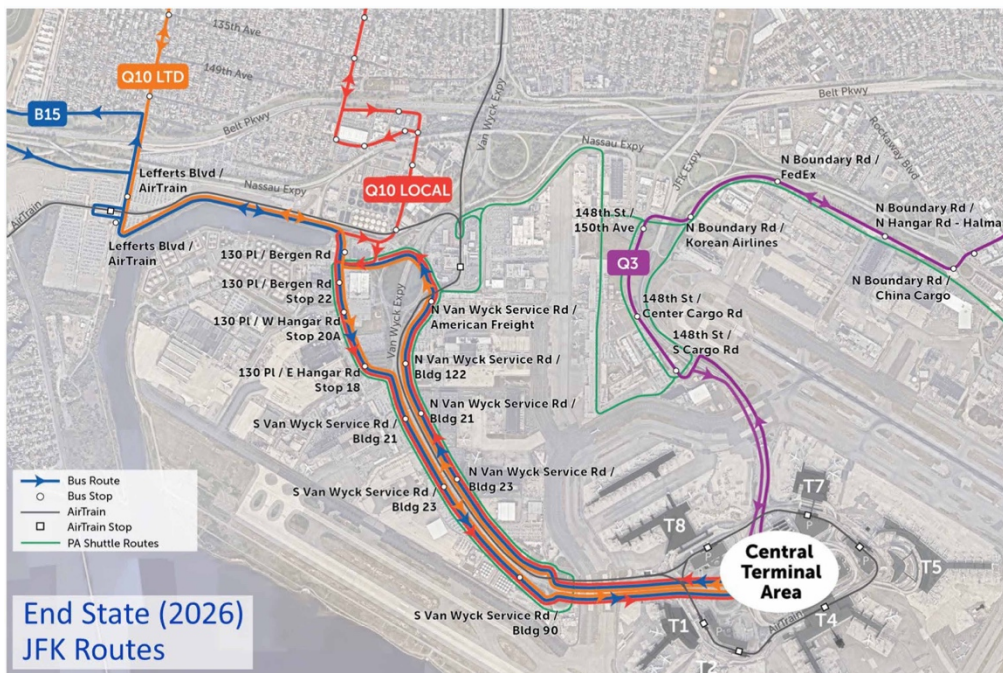 135th Ave
Q10 LTD
149th Ave
B15
Belt Pkwy
Belt Pkwy
Van Wyck Expy
Nassau Expy
JFK Expy
Rockaway Blvd
Lefferts Blvd /
AirTrain
Nassau Expy
Q10 LOCAL
N Boundary Rd /
FedEx
AirTrain
148th St /
150th Ave
N Boundary Rd /
Korean Airlines
N Boundary Rd /
N Hangar Rd - Halmar
Lefferts Blvd /
AirTrain
130 Pl / Bergen Rd
Q3
130 Pl / Bergen Rd
Stop 22
N Boundary Rd /
China Cargo
Van Wyck Expy
N Van Wyck Service Rd /
American Freight
148th St /
Center Cargo Rd
130 Pl / W Hangar Rd
Stop 20A
148th St /
S Cargo Rd
N Van Wyck Service Rd /
Bldg 122
130 Pl / E Hangar Rd
Stop 18
N Van Wyck Service Rd /
Bldg 21
S Van Wyck Service Rd /
Bldg 21
N Van Wyck Service Rd /
Bldg 23
S Van Wyck Service Rd /
Bldg 23
Bus Route
Bus Stop
AirTrain
AirTrain Stop
PA Shuttle Routes
T7
P
T8
P
Central
Terminal
Area
T5
S Van Wyck Service Rd /
Bldg 90
T1
T4
AirTrain
T2
End State (2026)
JFK Routes